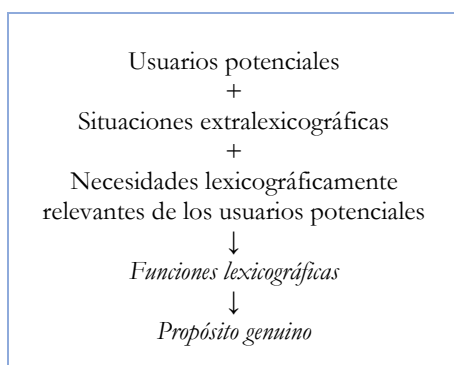 Usuarios potenciales
+
Situaciones extralexicográficas
+
Necesidades lexicográficamente
relevantes de los usuarios potenciales
↓
Funciones lexicográficas
↓
Propósito genuino